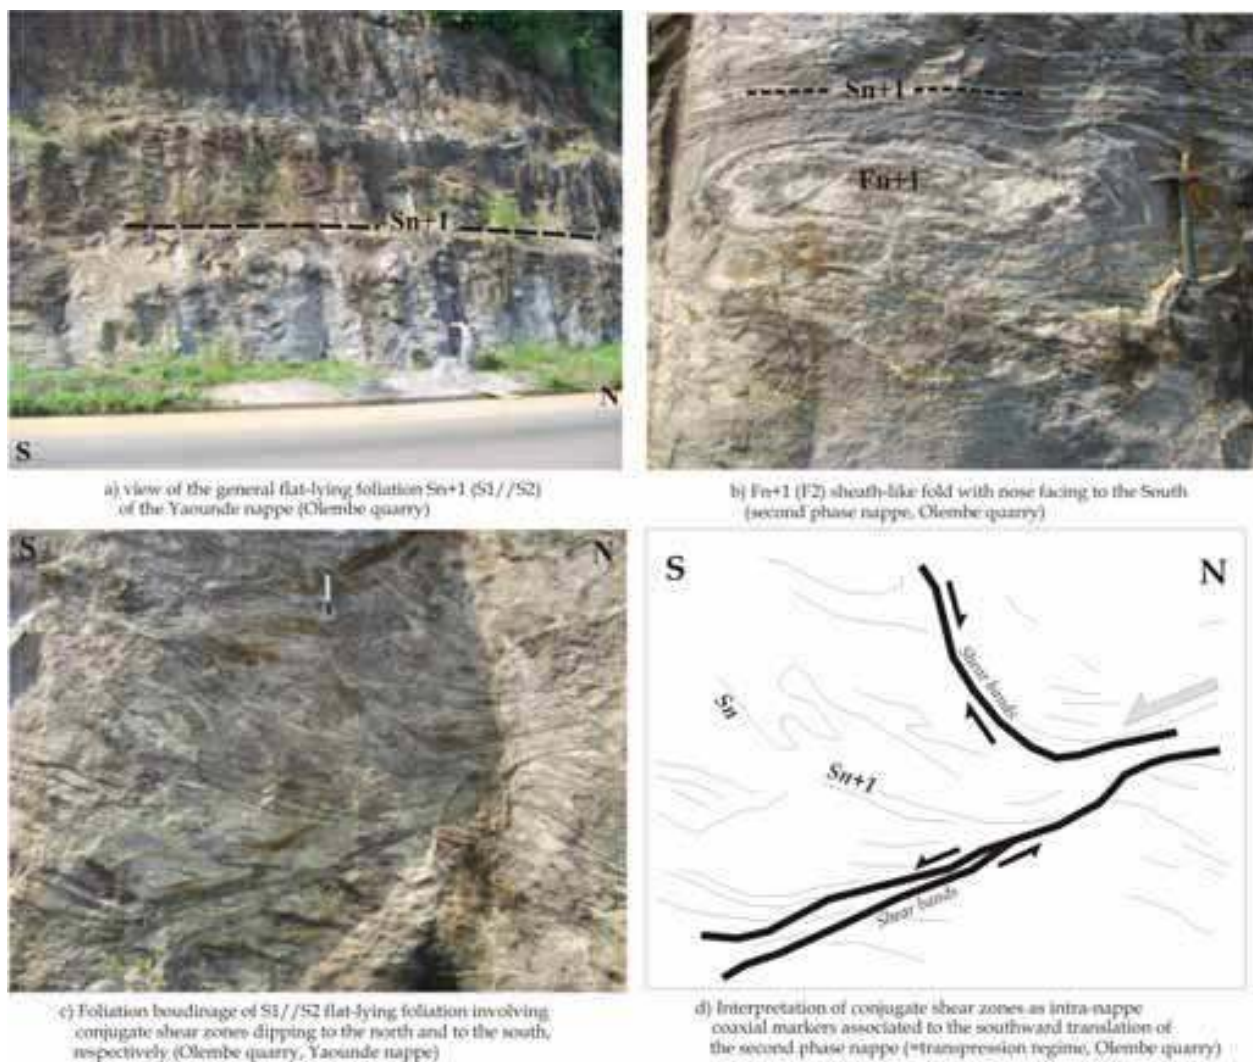 Sn+1
N
S
a) view of the general flat-lying foliation Sn+1 (S1//S2)
of the Yaounde nappe (Olembe quarry)
Sn+1
Fn+1
b) Fn+1 (F2) sheath-like fold with nose facing to the South
(second phase nappe, Olembe quarry)
S N
c) Foliation boudinage of S1//S2 flat-lying foliation involving
conjugate shear zones dipping to the north and to the south,
respectively (Olembe quarry, Yaounde nappe)
S N
Shear bands
Sn
Sn+1
Shear bands
d) Interpretation of conjugate shear zones as intra-nappe
coaxial markers associated to the southward translation of
the second phase nappe (=transpression regime, Olembe quarry)